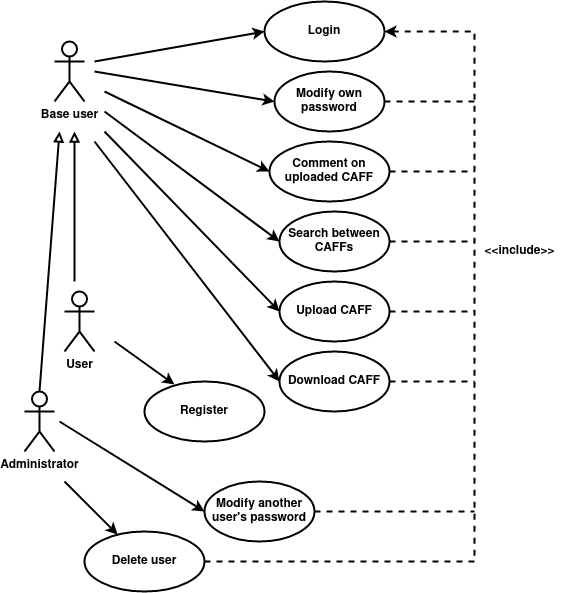 Login
Base user
Modify own
password
Comment on
uploaded CAFF
Search between
CAFFs
<<include>>
Upload CAFF
User
Download CAFF
Register
Administrator
Modify another
user's password
Delete user